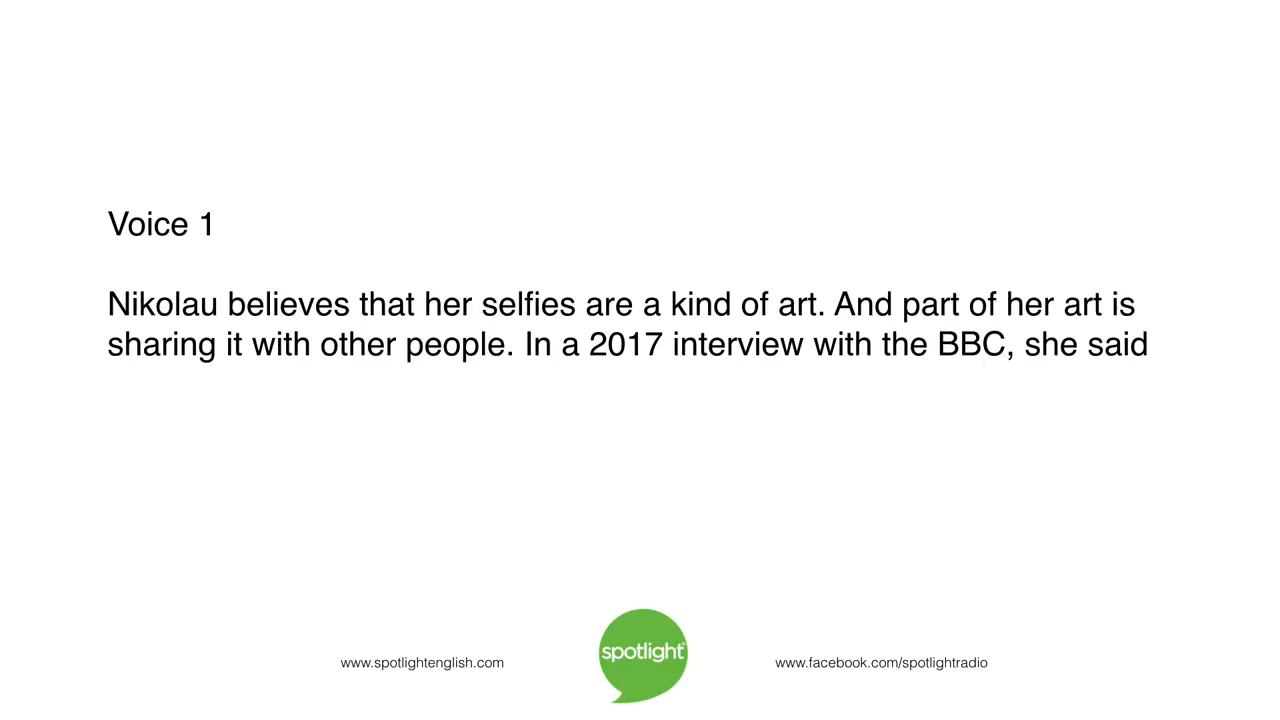 Voice 1
Nikolau believes that her selfies are a kind of art. And part of her art is
sharing it with other people. In a 2017 interview with the BBC, she said
www.spotlightenglish.com
spotlight®
www.facebook.com/spotlightradio